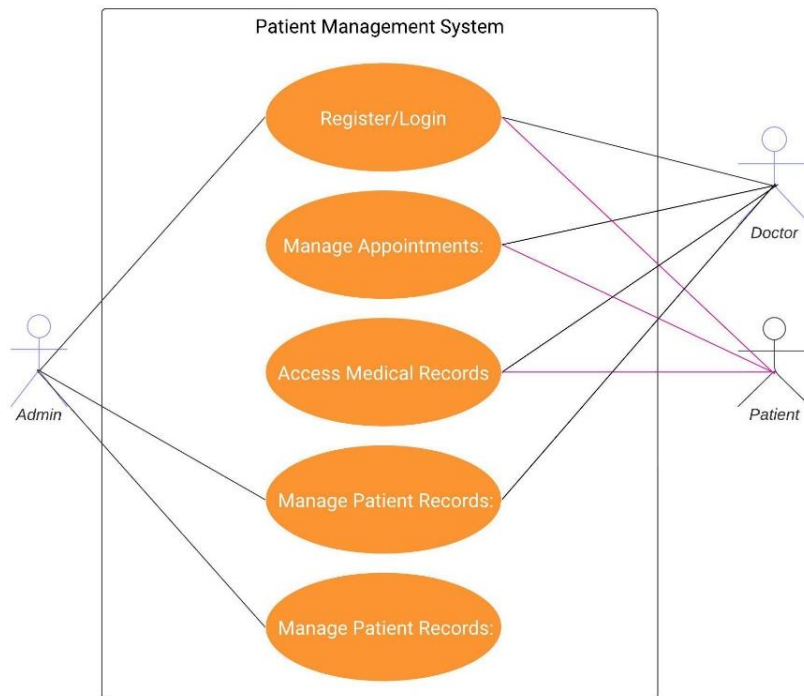 Patient Management System
Register/Login
Manage Appointments:
Doctor
Access Medical Records
Admin
Patient
Manage Patient Records:
Manage Patient Records: